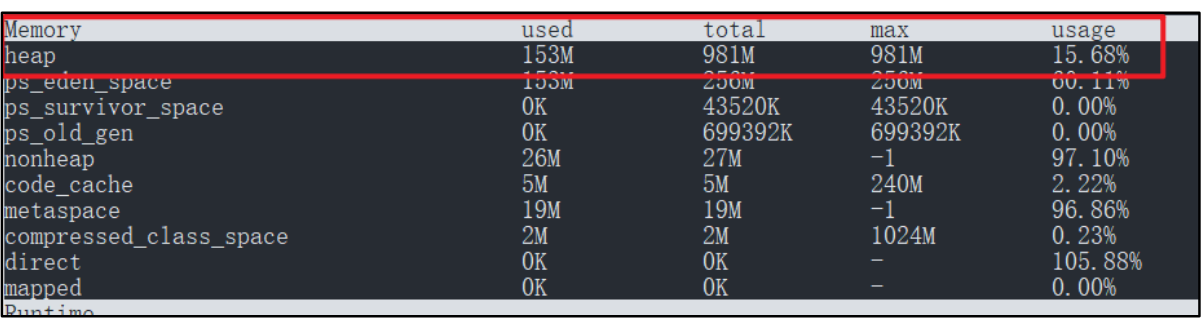 Memory used total max usage
heap 153M 981M 981M 15.68%
ps_eden_space 153M 256M 256M 60.11%
ps_survivor_space 0K 43520K 43520K 0.00%
ps_old_gen 0K 699392K 699392K 0.00%
nonheap 26M 27M -1 97.10%
code_cache 5M 5M 240M 2.22%
metaspace 19M 19M -1 96.86%
compressed_class_space 2M 2M 1024M 0.23%
direct 0K 0K - 105.88%
mapped 0K 0K - 0.00%
Runtime